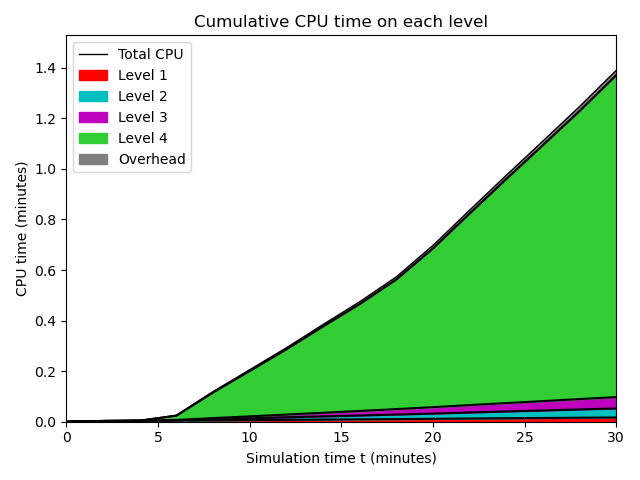 Cumulative CPU time on each level
Total CPU
Level 1
Level 2
Level 3
Level 4
Overhead
CPU time (minutes)
1.4
1.2
1.0
0.8
0.6
0.4
0.2
0.0
0 5 10 15 20 25 30
Simulation time t (minutes)